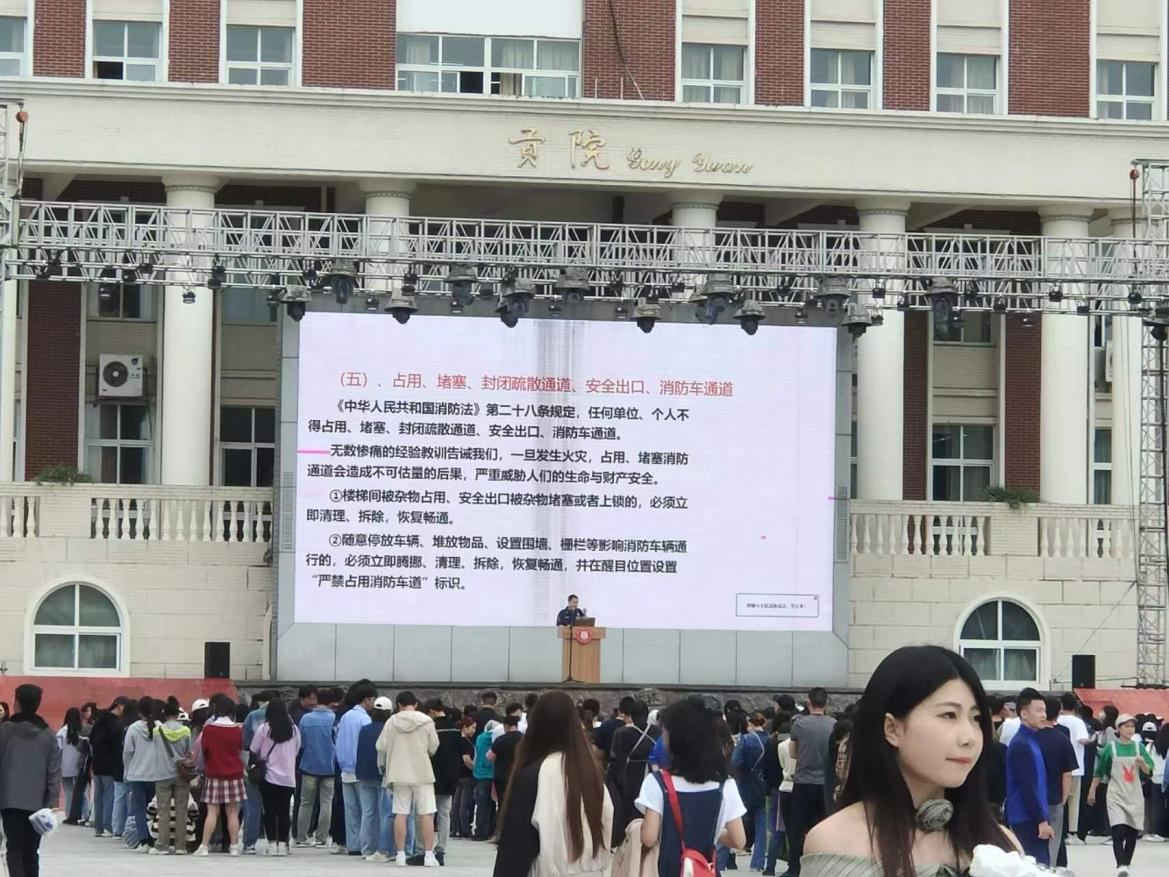 贡院 Gong Yuan
（五）、占用、堵塞、封闭疏散通道、安全出口、消防车通道
《中华人民共和国消防法》第二十八条规定，任何单位、个人不
得占用、堵塞、封闭疏散通道、安全出口、消防车通道。
无数惨痛的经验教训告诫我们，一旦发生火灾，占用、堵塞消防
通道会造成不可估量的后果，严重威胁人们的生命与财产安全。
①楼梯间被杂物占用、安全出口被杂物堵塞或者上锁的，必须立
即清理、拆除，恢复畅通。
②随意停放车辆、堆放物品、设置围墙、栅栏等影响消防车辆通
行的，必须立即腾挪、清理、拆除，恢复畅通，并在醒目位置设置
“严禁占用消防车道”标识。